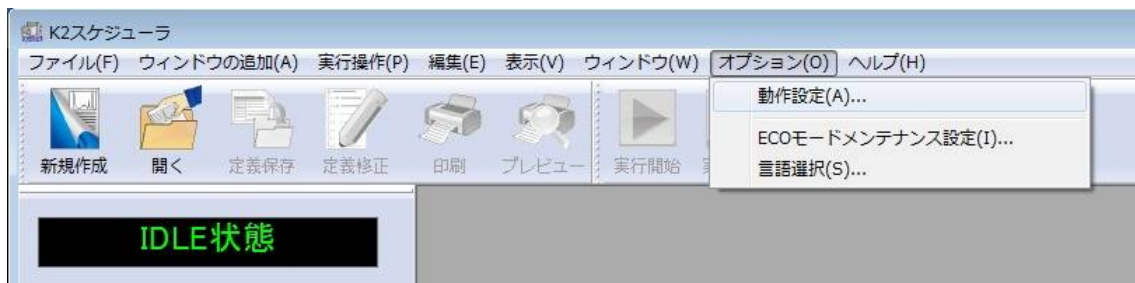 K2スケジューラ
ファイル(F) ウィンドウの追加(A) 実行操作(P) 編集(E) 表示(V) ウィンドウ(W) オプション(O) ヘルプ(H)
動作設定(A)...
ECOモードメンテナンス設定(I)...
言語選択(S)...
新規作成 開く 定義保存 定義修正 印刷 プレビュー 実行開始
IDLE状態